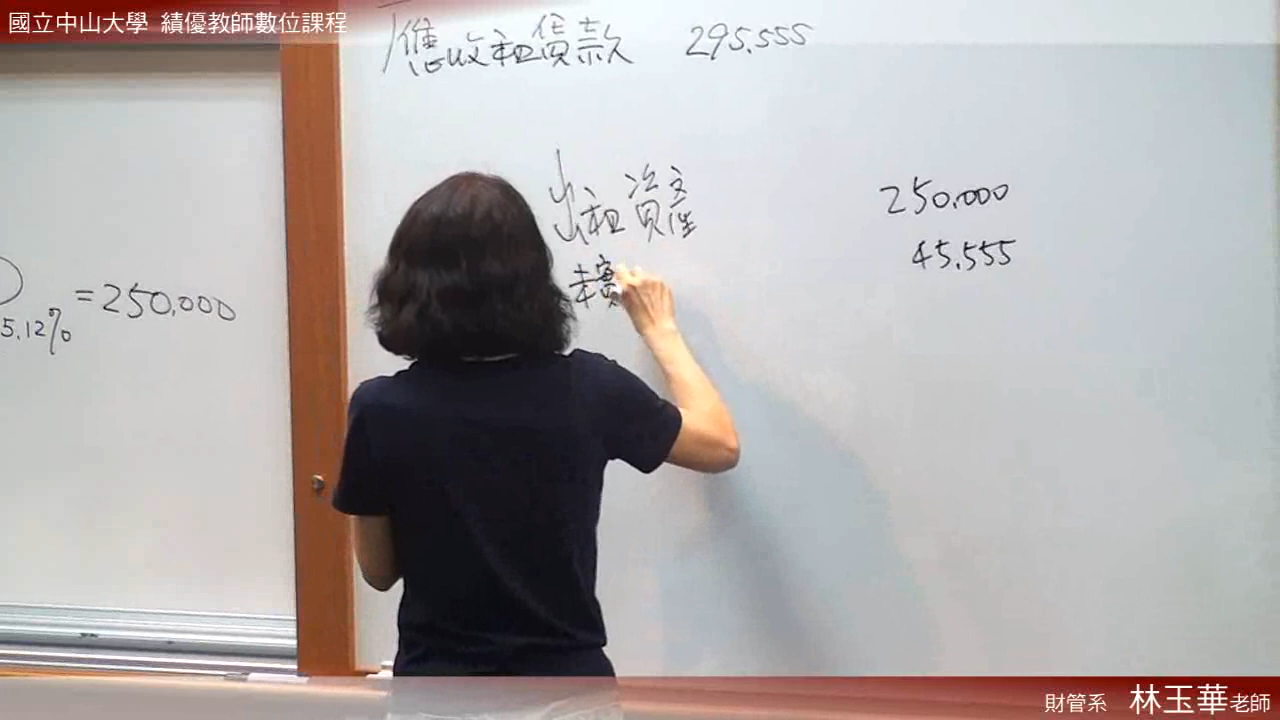 國立中山大學 績優教師數位課程
應收租賃款 295.555
出租資產 250.000
未實 45.555
= 250.000
5.12%
財管系 林玉華老師